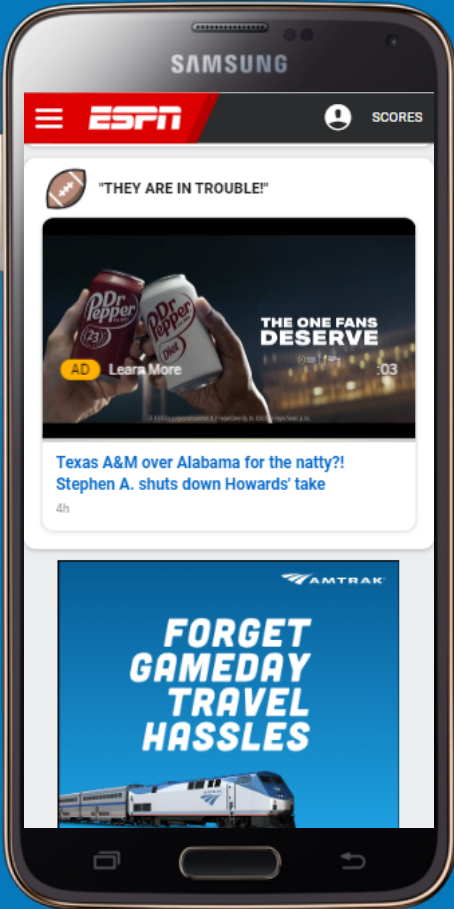 SAMSUNG
ESPN
SCORES
"THEY ARE IN TROUBLE!"
Dr Pepper
{23}
Dr Pepper
Diet
THE ONE FANS
DESERVE
AD Learn More :03
Texas A&M over Alabama for the natty?!
Stephen A. shuts down Howards' take
4h
AMTRAK
FORGET
GAMEDAY
TRAVEL
HASSLES